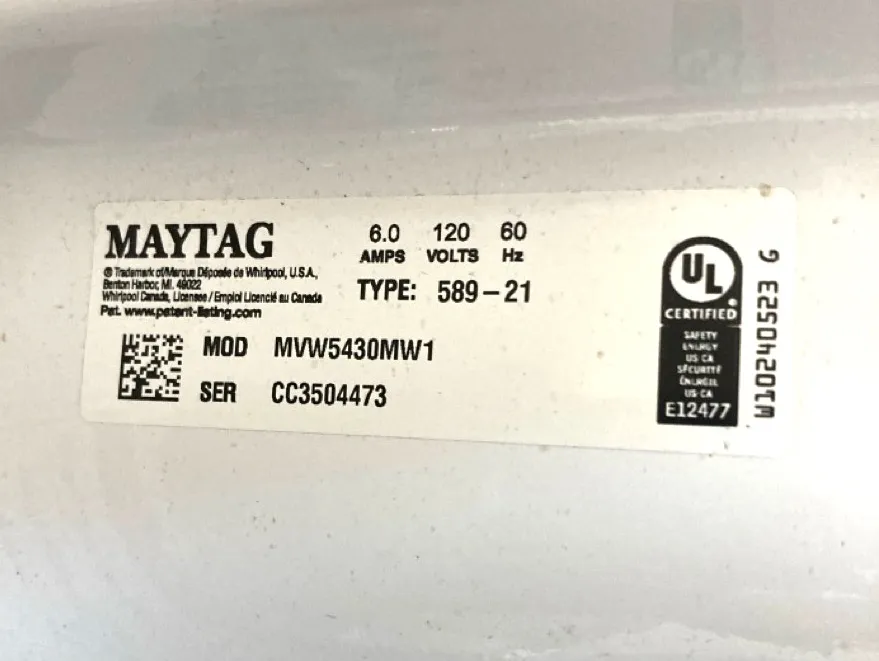 MAYTAG
® Trademark of/Marque Déposée de Whirlpool, U.S.A.,
Benton Harbor, MI. 49022
Whirlpool Canada, Licensee / Emploi Licencié au Canada
Pat. www.patent-listing.com
6.0 120 60
AMPS VOLTS Hz
TYPE: 589-21
MOD MVW5430MW1
SER CC3504473
UL
®
CERTIFIED
SAFETY
ENERGY
US CA
SÉCURITÉ
ÉNERGIE
US CA
E12477
W10240523 G